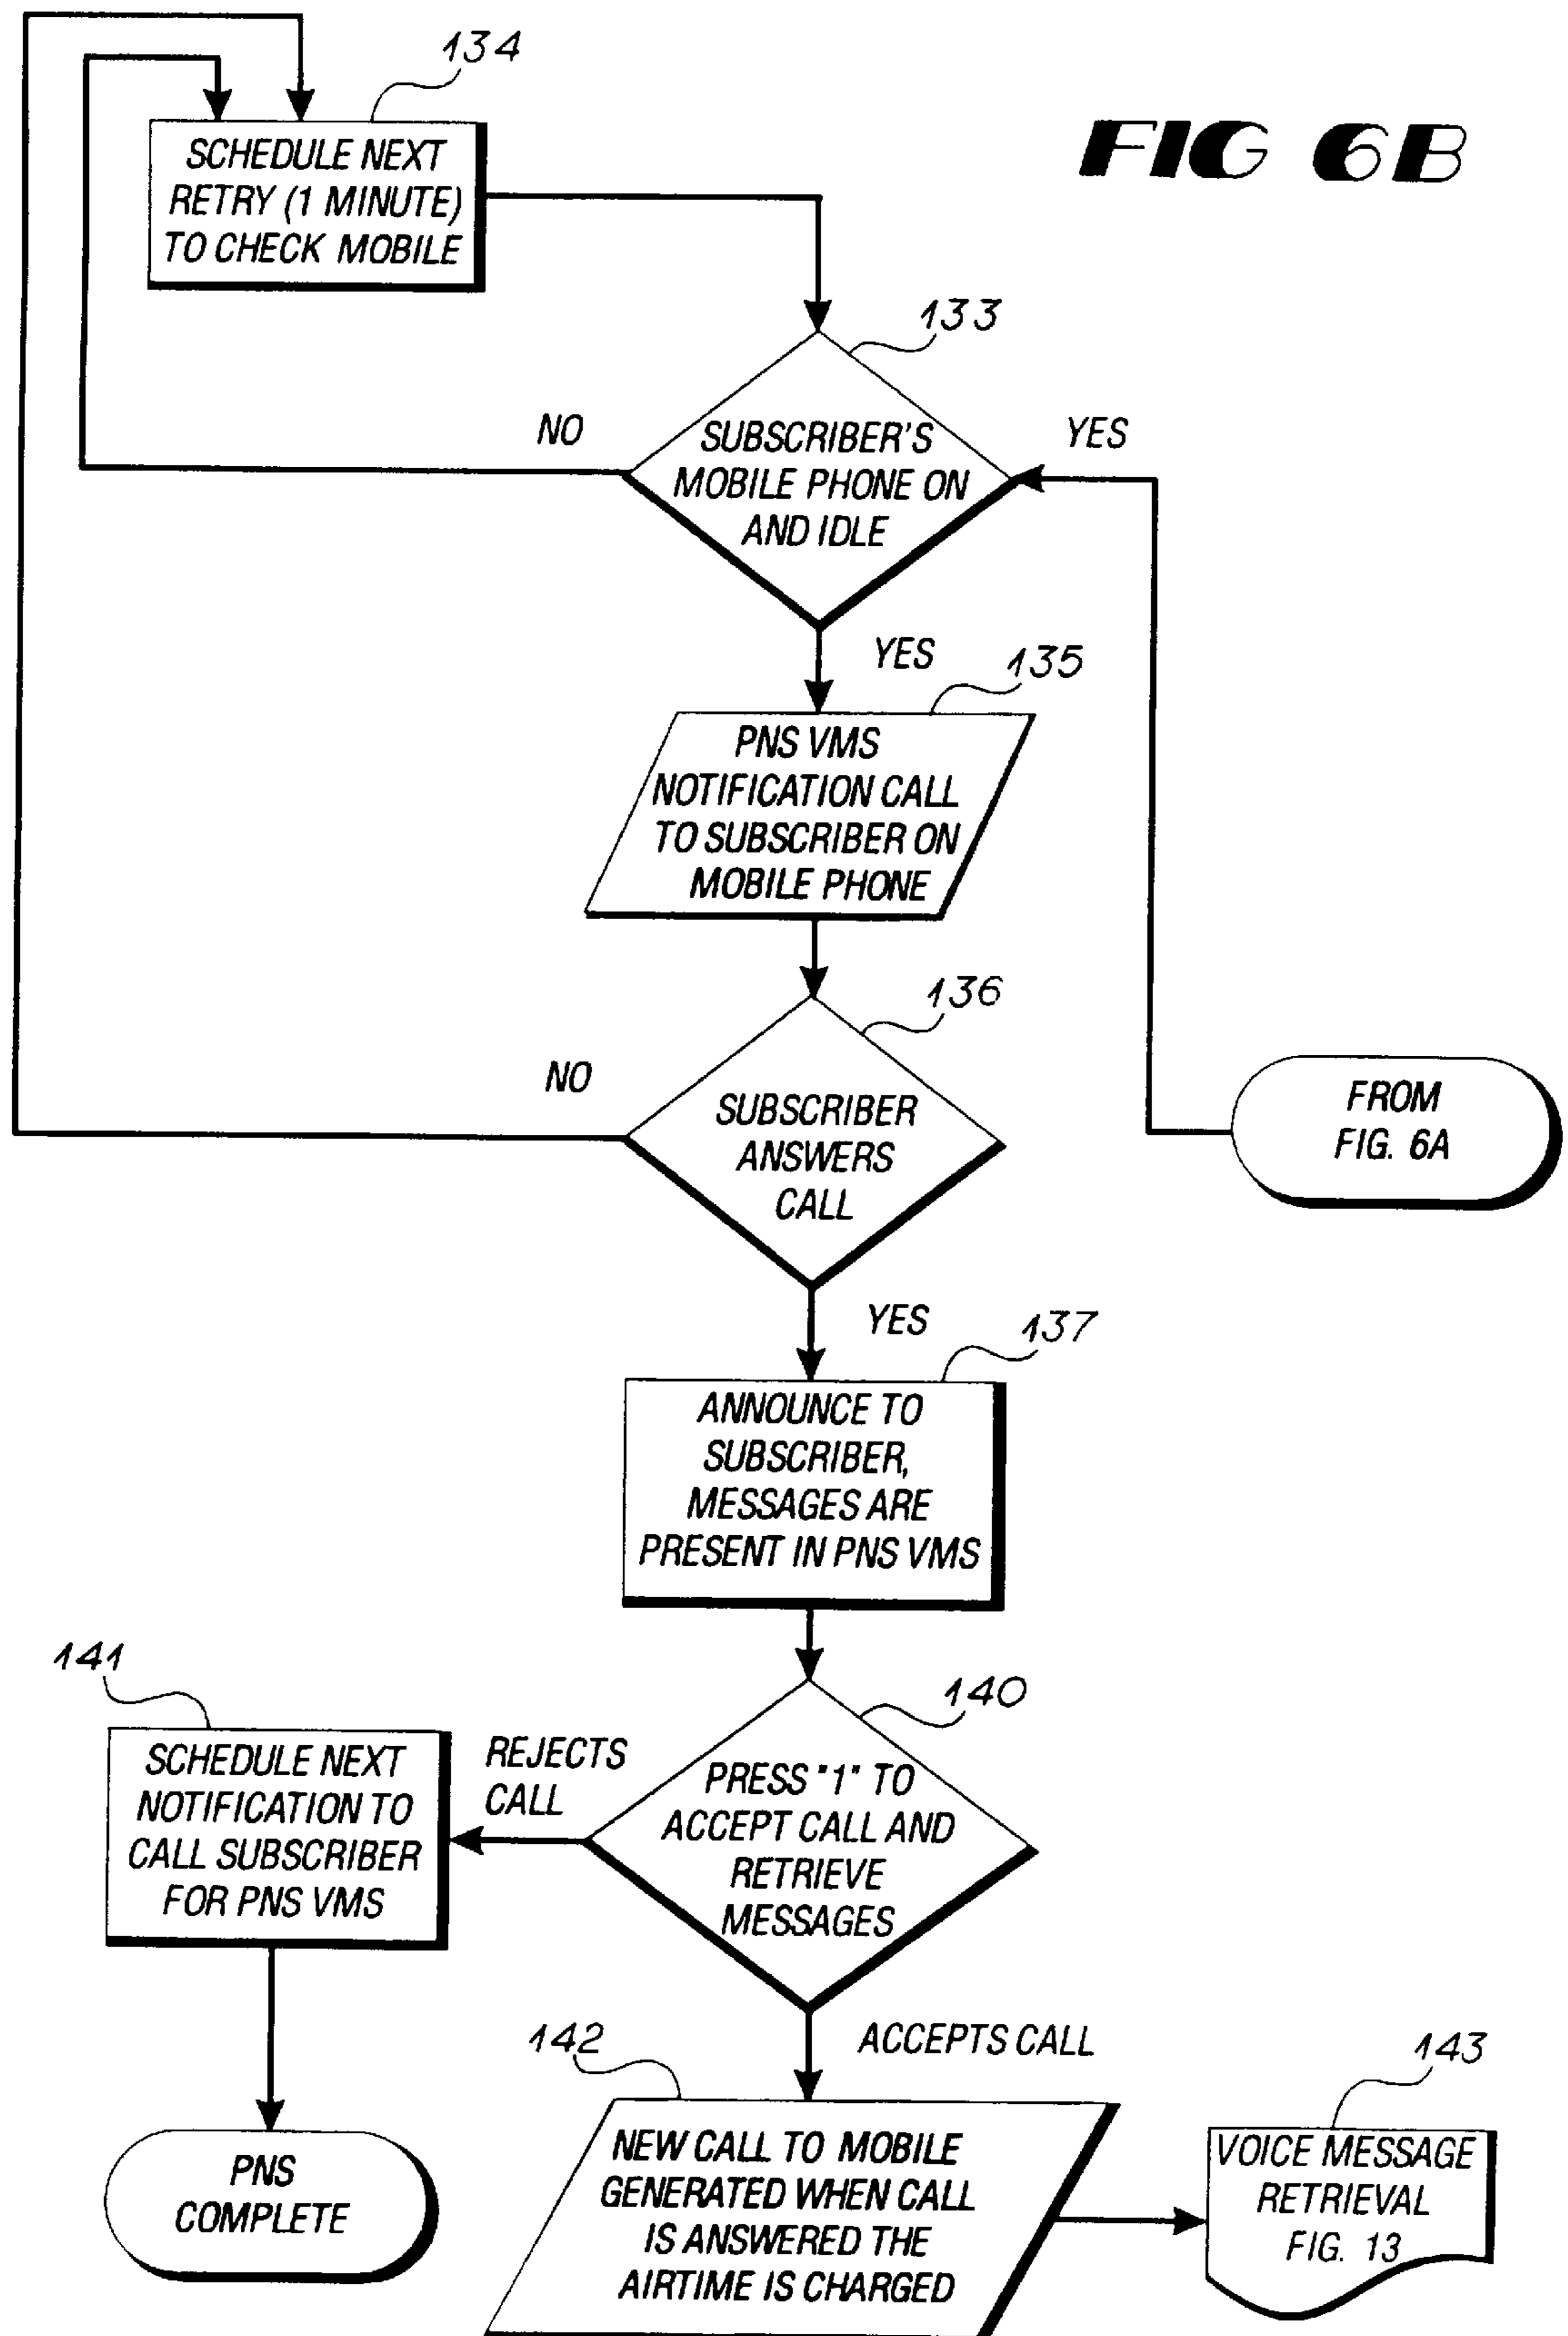 134
FIG 6B
SCHEDULE NEXT
RETRY (1 MINUTE)
TO CHECK MOBILE
133
NO
SUBSCRIBER'S
MOBILE PHONE ON
AND IDLE
YES
YES
135
PNS VMS
NOTIFICATION CALL
TO SUBSCRIBER ON
MOBILE PHONE
136
NO
SUBSCRIBER
ANSWERS
CALL
FROM
FIG. 6A
YES
137
ANNOUNCE TO
SUBSCRIBER,
MESSAGES ARE
PRESENT IN PNS VMS
141
140
SCHEDULE NEXT
NOTIFICATION TO
CALL SUBSCRIBER
FOR PNS VMS
REJECTS
CALL
PRESS "1" TO
ACCEPT CALL AND
RETRIEVE
MESSAGES
142
ACCEPTS CALL
143
PNS
COMPLETE
NEW CALL TO MOBILE
GENERATED WHEN CALL
IS ANSWERED THE
AIRTIME IS CHARGED
VOICE MESSAGE
RETRIEVAL
FIG. 13